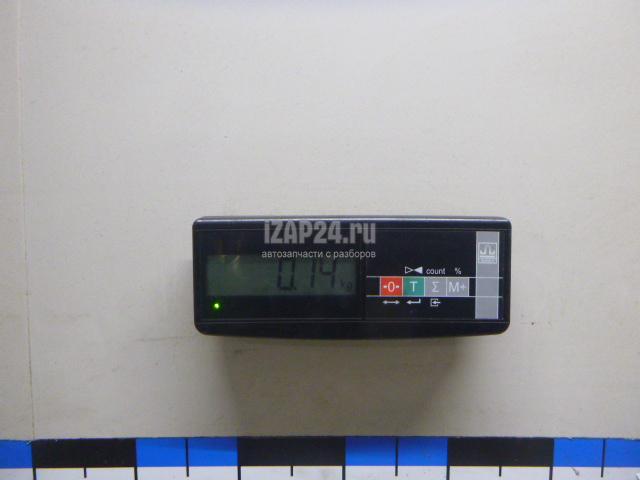 IZAP24.ru
автозапчасти с разборов
0.14 kg
count %
→0← T Σ M+